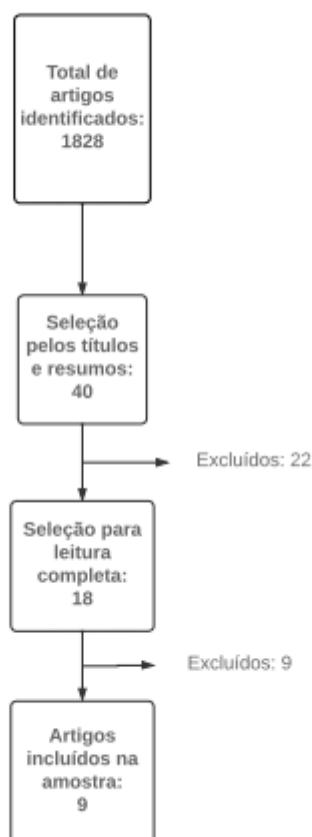 Total de
artigos
identificados:
1828
Seleção
pelos títulos
e resumos:
40
Excluídos: 22
Seleção para
leitura
completa:
18
Excluídos: 9
Artigos
incluídos na
amostra:
9